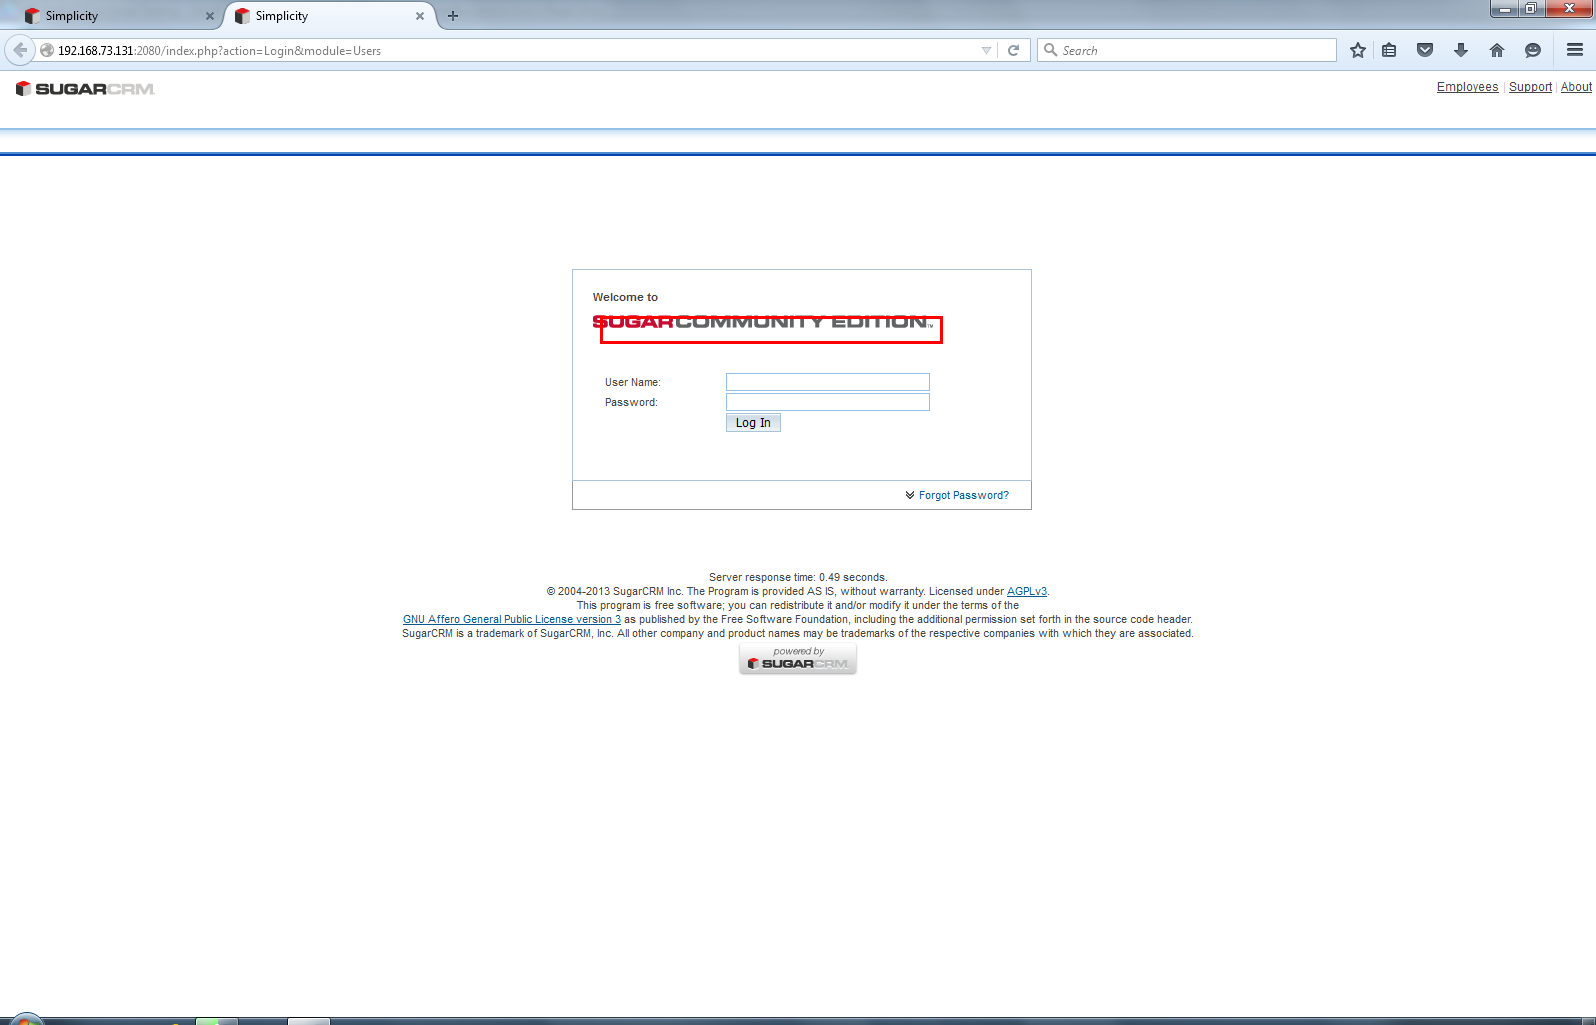 Simplicity
Simplicity
192.168.73.131:2080/index.php?action=Login&module=Users
Search
SUGARCRM.
Employees | Support | About
Welcome to
SUGARCOMMUNITY EDITION™
User Name:
Password:
Log In
Forgot Password?
Server response time: 0.49 seconds.
© 2004-2013 SugarCRM Inc. The Program is provided AS IS, without warranty. Licensed under AGPLv3.
This program is free software; you can redistribute it and/or modify it under the terms of the
GNU Affero General Public License version 3 as published by the Free Software Foundation, including the additional permission set forth in the source code header.
SugarCRM is a trademark of SugarCRM, Inc. All other company and product names may be trademarks of the respective companies with which they are associated.
powered by
SUGARCRM